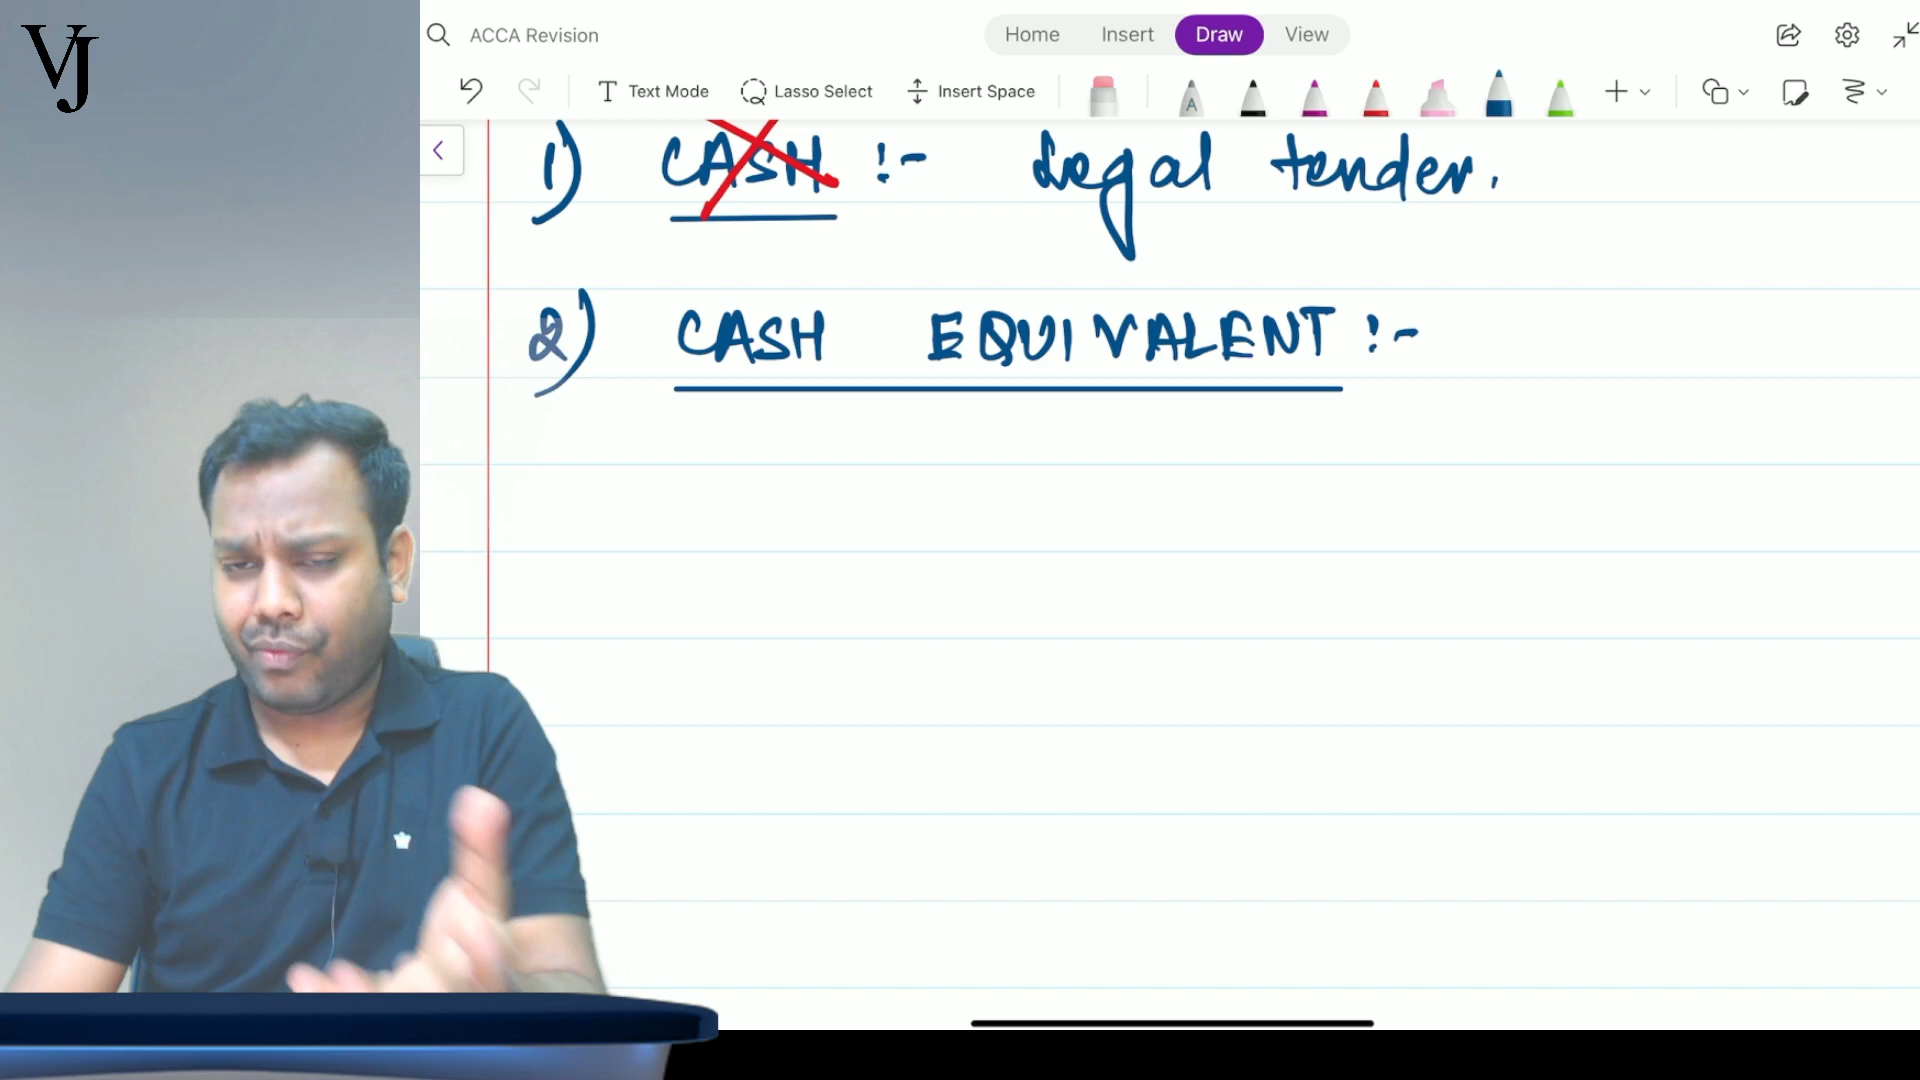 VJ
ACCA Revision
Home Insert Draw View
Text Mode Lasso Select Insert Space
A
1) CASH :- Legal tender.
2) CASH EQUIVALENT :-